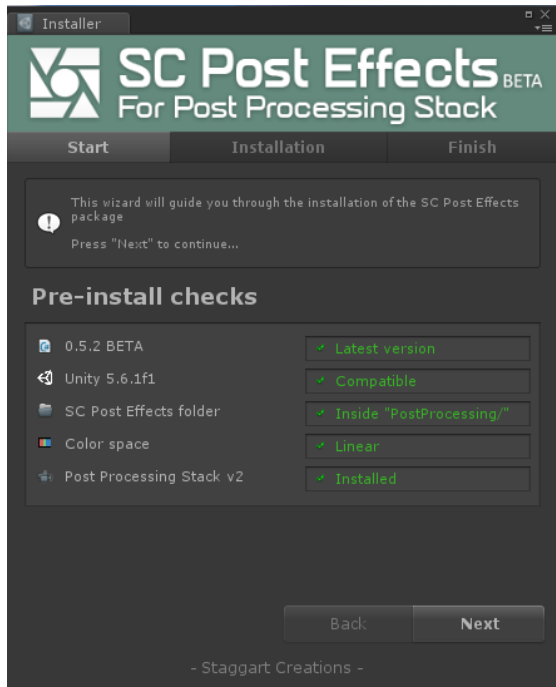 Installer
SC Post Effects BETA
For Post Processing Stack
Start Installation Finish
This wizard will guide you through the installation of the SC Post Effects
package
Press "Next" to continue...
Pre-install checks
0.5.2 BETA ✓ Latest version
Unity 5.6.1f1 ✓ Compatible
SC Post Effects folder ✓ Inside "PostProcessing/"
Color space ✓ Linear
Post Processing Stack v2 ✓ Installed
Back Next
- Staggart Creations -